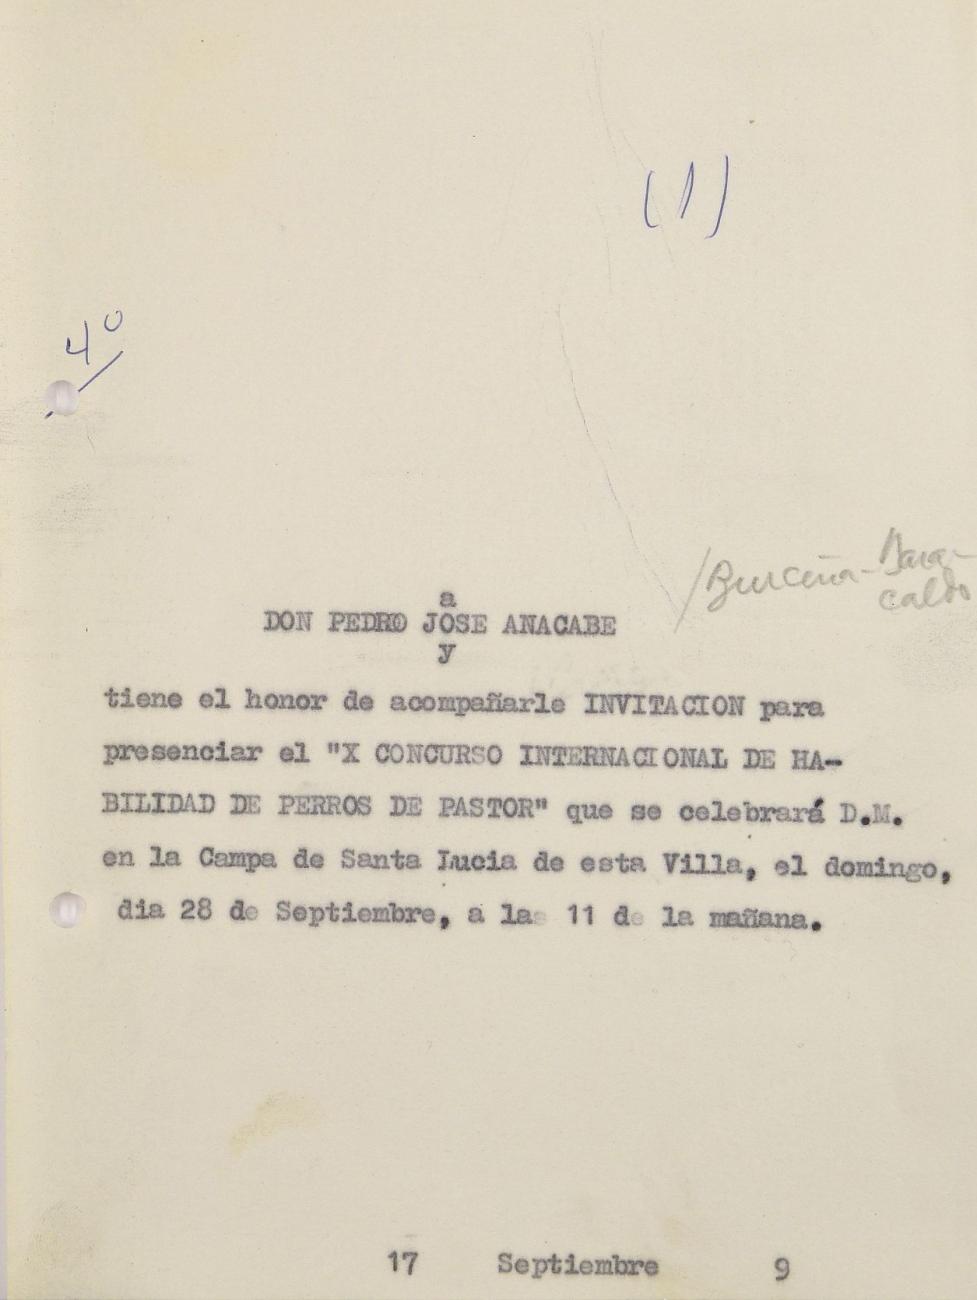 (1)
4º
/Burceña-Bara-
caldo
a
DON PEDRO JOSE ANACABE
y
tiene el honor de acompañarle INVITACION para
presenciar el "X CONCURSO INTERNACIONAL DE HA-
BILIDAD DE PERROS DE PASTOR" que se celebrará D.M.
en la Campa de Santa Lucia de esta Villa, el domingo,
dia 28 de Septiembre, a las 11 de la mañana.
17 Septiembre 9